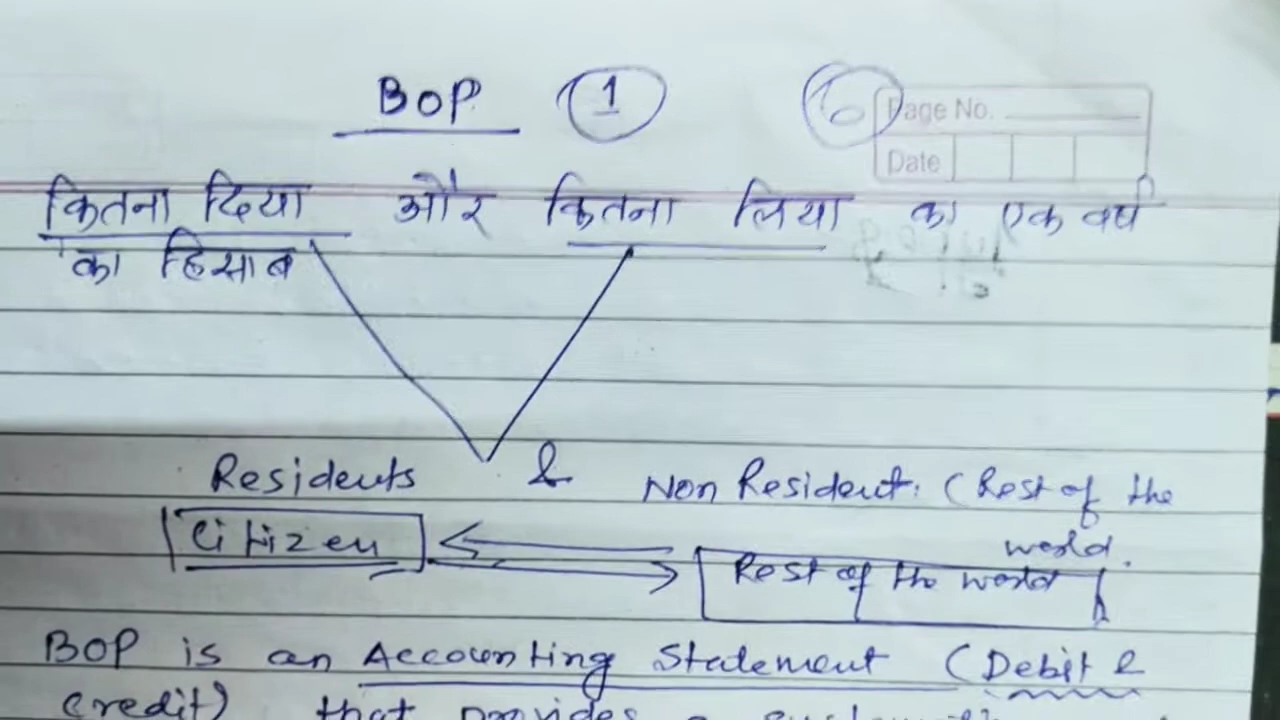 BOP 1
Page No.
Date
कितना दिया और कितना लिया का एक वर्ष
का हिसाब
Residents & Non Resident. (Rest of the
world.
Citizen
Rest of the world
BOP is an Accounting Statement (Debit &
Credit) that provides a